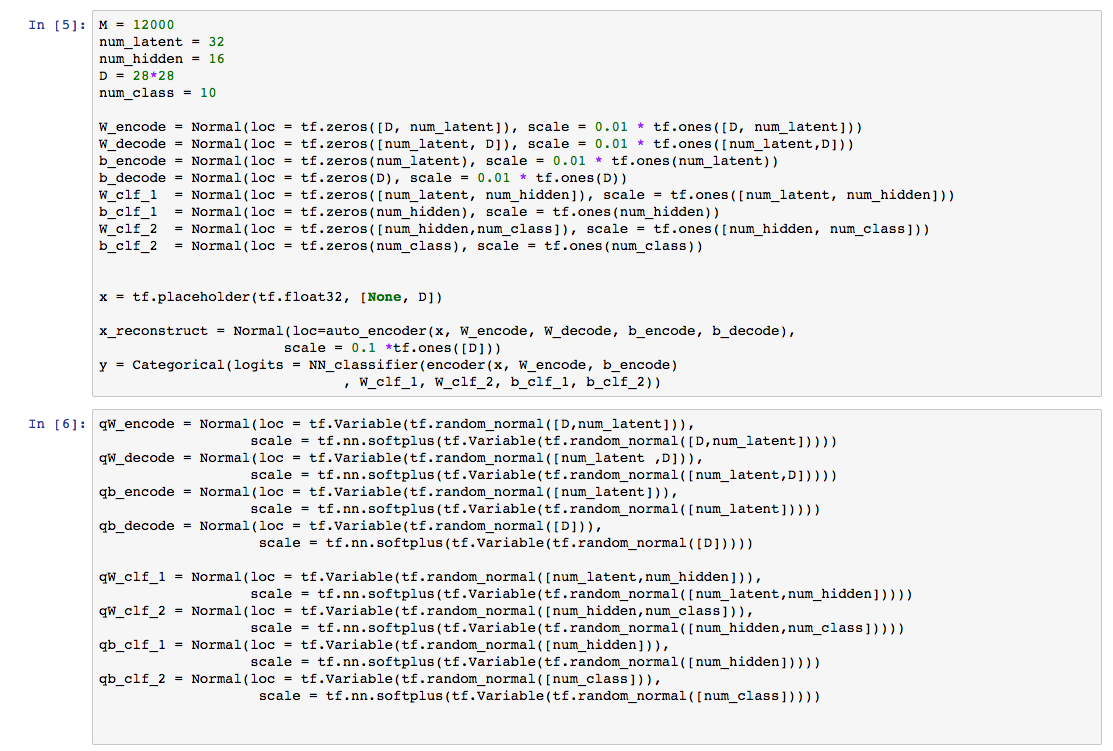 In [5]: M = 12000
num_latent = 32
num_hidden = 16
D = 28*28
num_class = 10
W_encode = Normal(loc = tf.zeros([D, num_latent]), scale = 0.01 * tf.ones([D, num_latent]))
W_decode = Normal(loc = tf.zeros([num_latent, D]), scale = 0.01 * tf.ones([num_latent,D]))
b_encode = Normal(loc = tf.zeros(num_latent), scale = 0.01 * tf.ones(num_latent))
b_decode = Normal(loc = tf.zeros(D), scale = 0.01 * tf.ones(D))
W_clf_1  = Normal(loc = tf.zeros([num_latent, num_hidden]), scale = tf.ones([num_latent, num_hidden]))
b_clf_1  = Normal(loc = tf.zeros(num_hidden), scale = tf.ones(num_hidden))
W_clf_2  = Normal(loc = tf.zeros([num_hidden,num_class]), scale = tf.ones([num_hidden, num_class]))
b_clf_2  = Normal(loc = tf.zeros(num_class), scale = tf.ones(num_class))
x = tf.placeholder(tf.float32, [None, D])
x_reconstruct = Normal(loc=auto_encoder(x, W_encode, W_decode, b_encode, b_decode),
scale = 0.1 *tf.ones([D]))
y = Categorical(logits = NN_classifier(encoder(x, W_encode, b_encode)
, W_clf_1, W_clf_2, b_clf_1, b_clf_2))
In [6]: qW_encode = Normal(loc = tf.Variable(tf.random_normal([D,num_latent])),
scale = tf.nn.softplus(tf.Variable(tf.random_normal([D,num_latent]))))
qW_decode = Normal(loc = tf.Variable(tf.random_normal([num_latent ,D])),
scale = tf.nn.softplus(tf.Variable(tf.random_normal([num_latent,D]))))
qb_encode = Normal(loc = tf.Variable(tf.random_normal([num_latent])),
scale = tf.nn.softplus(tf.Variable(tf.random_normal([num_latent]))))
qb_decode = Normal(loc = tf.Variable(tf.random_normal([D])),
scale = tf.nn.softplus(tf.Variable(tf.random_normal([D]))))
qW_clf_1 = Normal(loc = tf.Variable(tf.random_normal([num_latent,num_hidden])),
scale = tf.nn.softplus(tf.Variable(tf.random_normal([num_latent,num_hidden]))))
qW_clf_2 = Normal(loc = tf.Variable(tf.random_normal([num_hidden,num_class])),
scale = tf.nn.softplus(tf.Variable(tf.random_normal([num_hidden,num_class]))))
qb_clf_1 = Normal(loc = tf.Variable(tf.random_normal([num_hidden])),
scale = tf.nn.softplus(tf.Variable(tf.random_normal([num_hidden]))))
qb_clf_2 = Normal(loc = tf.Variable(tf.random_normal([num_class])),
scale = tf.nn.softplus(tf.Variable(tf.random_normal([num_class]))))